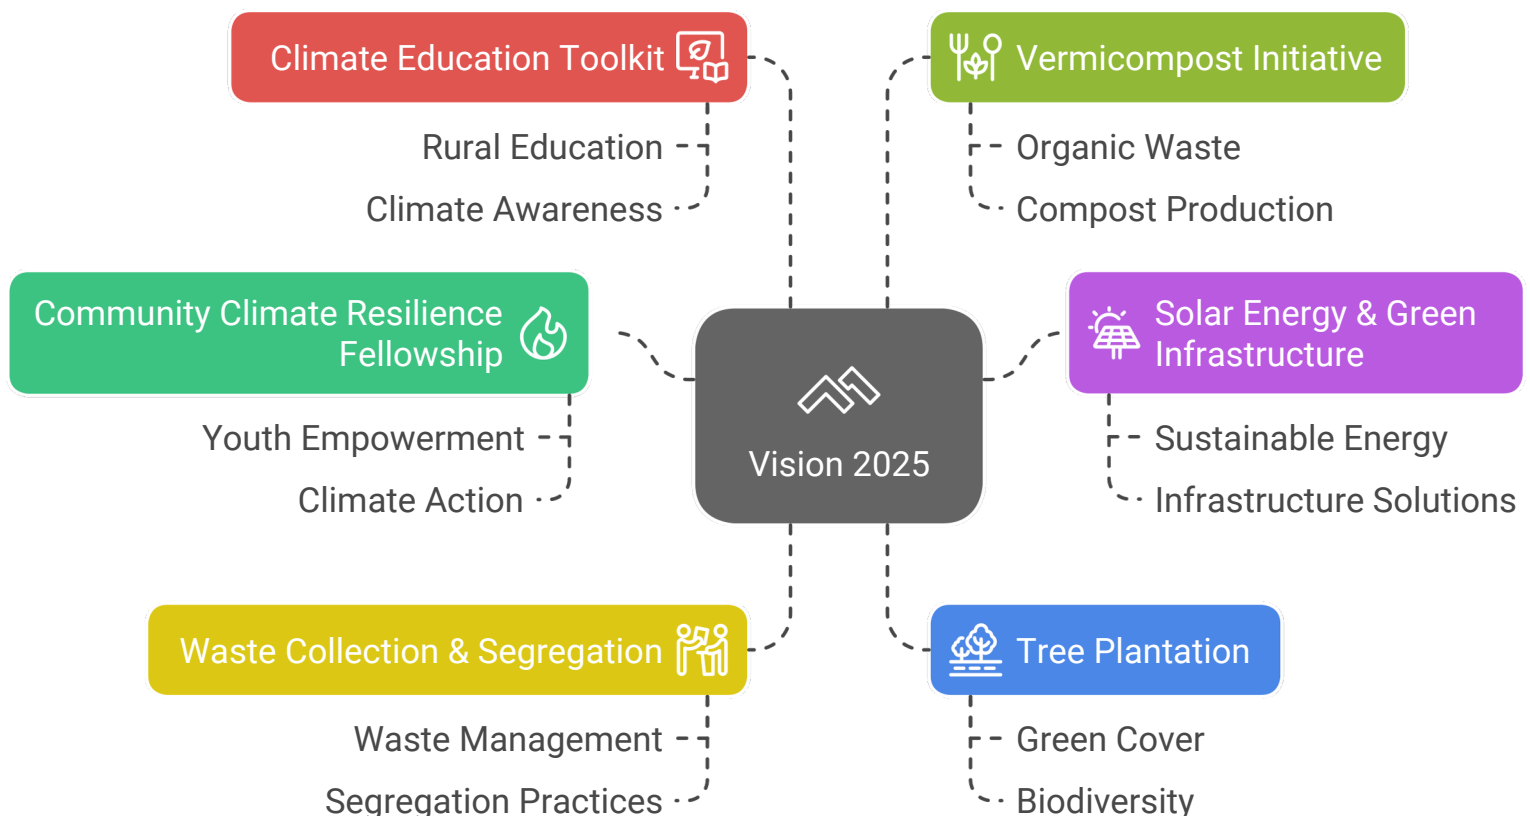 Climate Education Toolkit
Rural Education
Climate Awareness
Vermicompost Initiative
Organic Waste
Compost Production
Community Climate Resilience
Fellowship
Youth Empowerment
Climate Action
Vision 2025
Solar Energy & Green
Infrastructure
Sustainable Energy
Infrastructure Solutions
Waste Collection & Segregation
Waste Management
Segregation Practices
Tree Plantation
Green Cover
Biodiversity